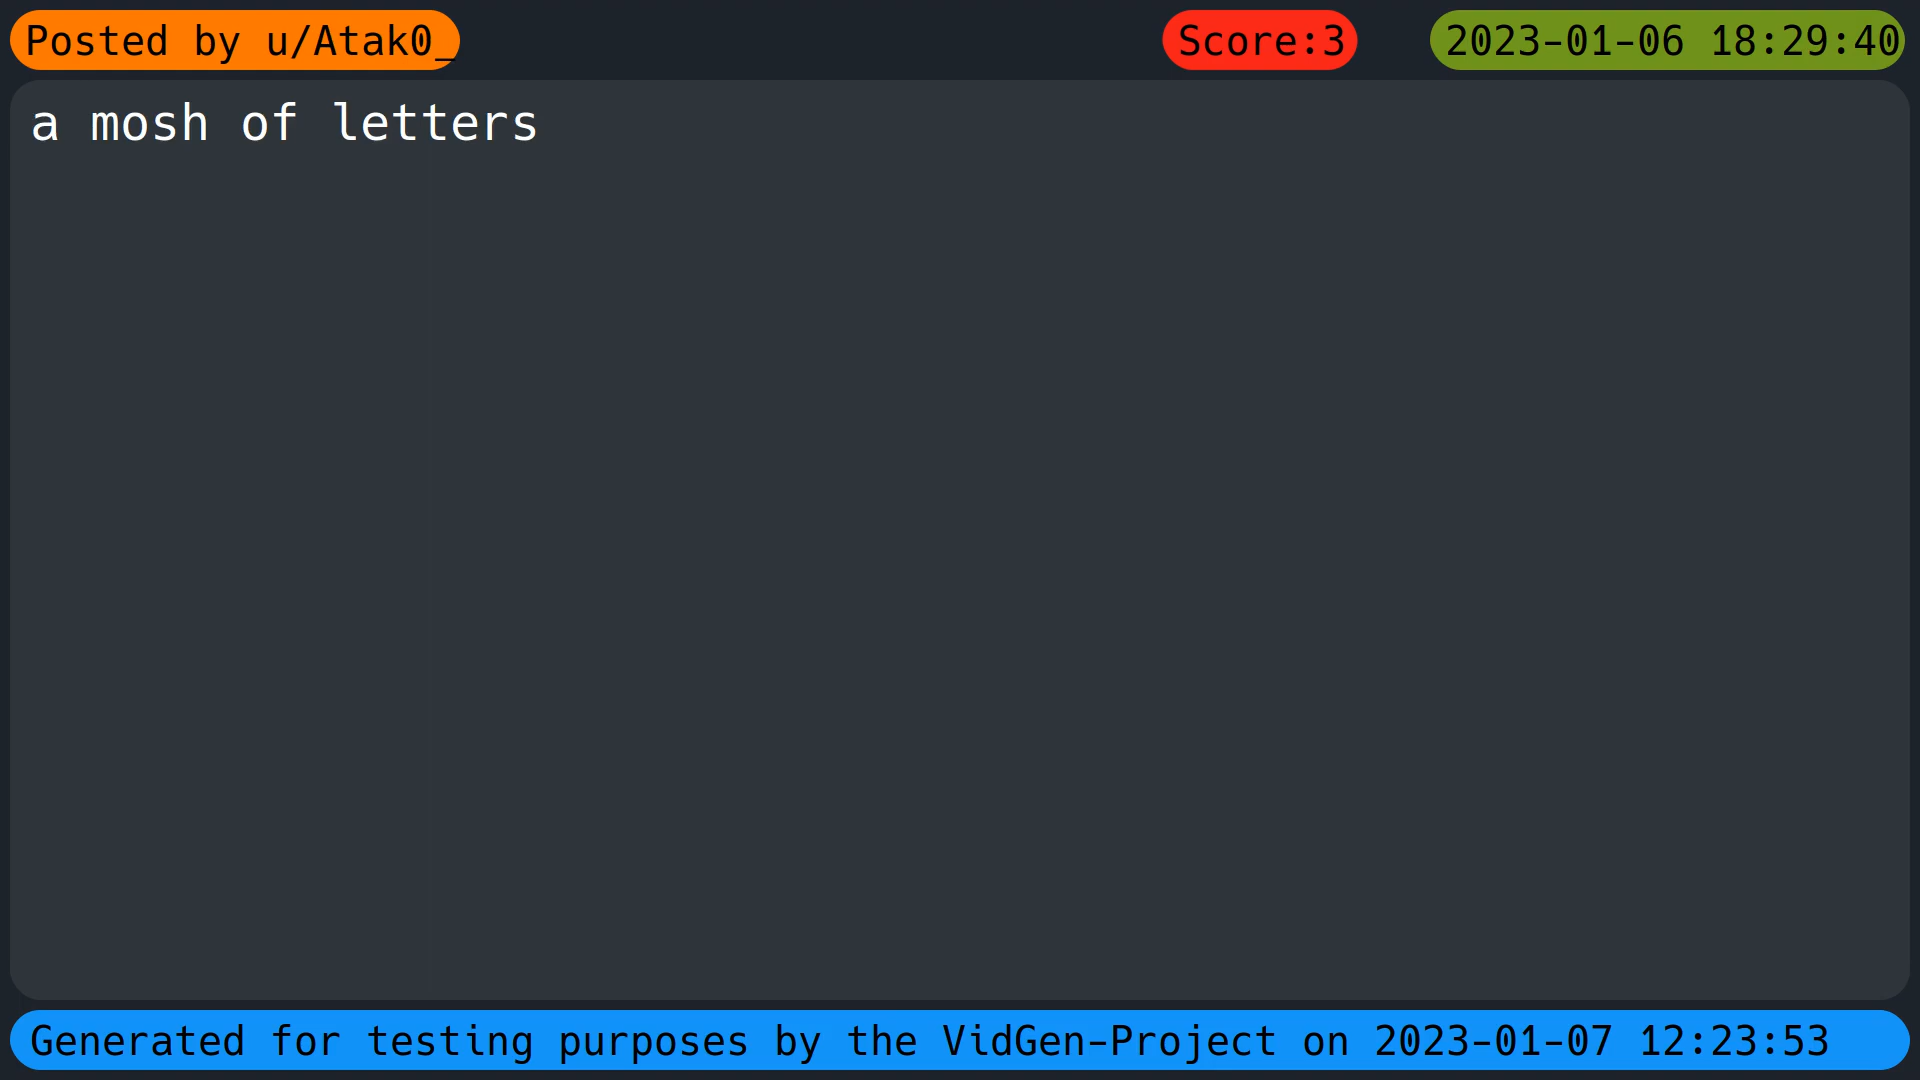 Posted by u/Atak0_ Score:3 2023-01-06 18:29:40
a mosh of letters
Generated for testing purposes by the VidGen-Project on 2023-01-07 12:23:53